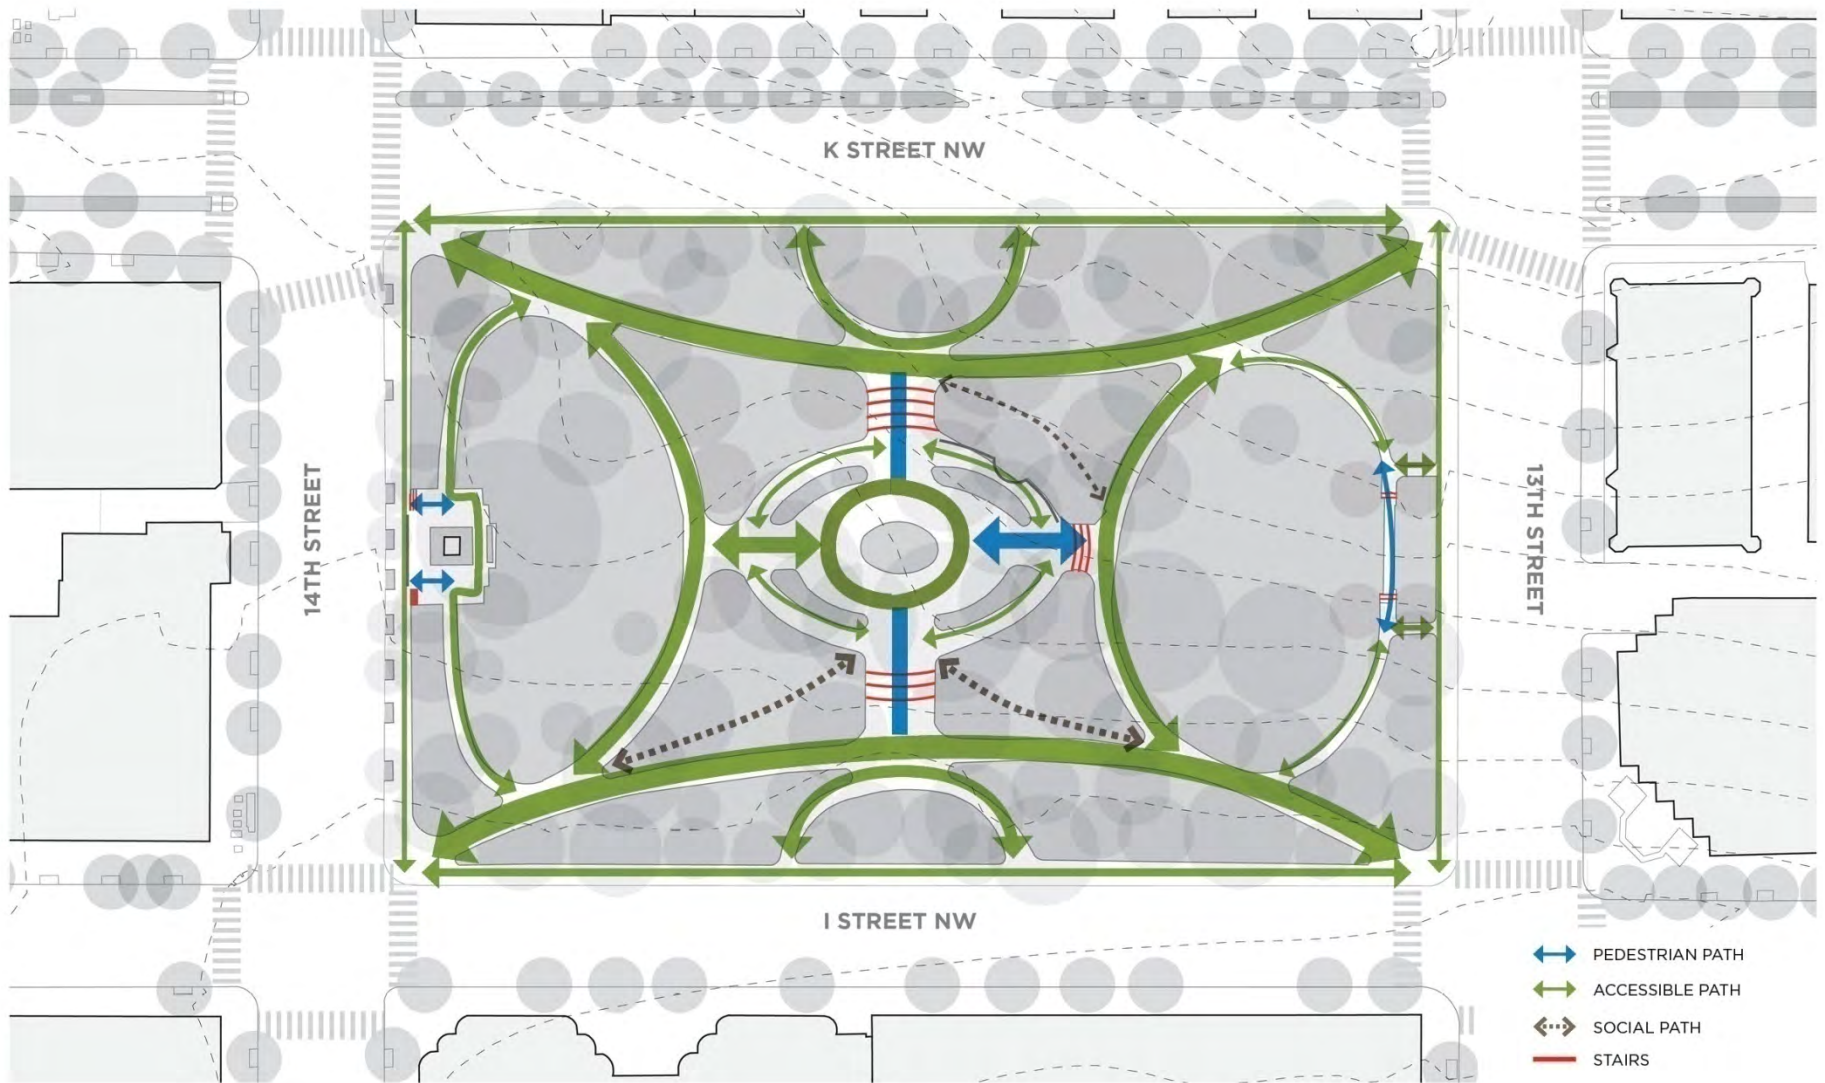 K STREET NW
14TH STREET
13TH STREET
I STREET NW
PEDESTRIAN PATH
ACCESSIBLE PATH
SOCIAL PATH
STAIRS